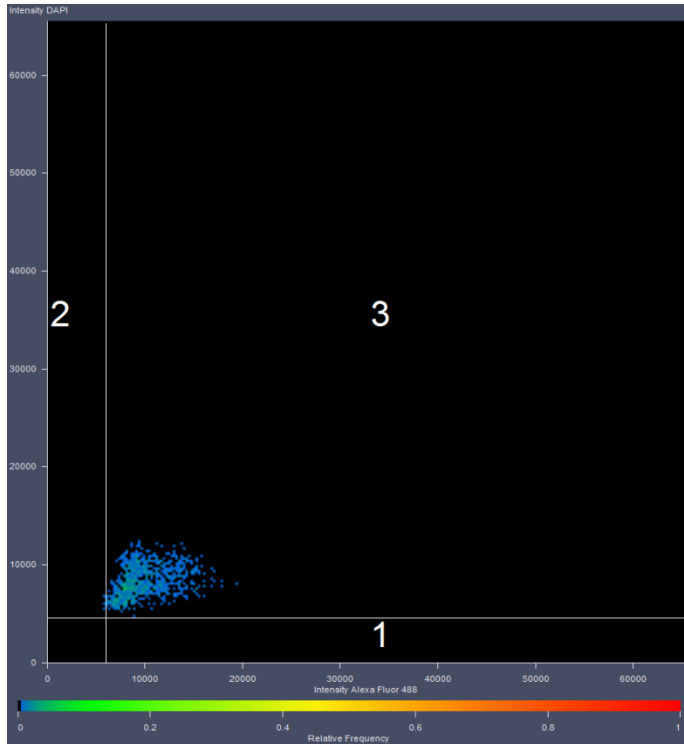 Intensity DAPI
60000
50000
40000
2 3
30000
20000
10000
1
0
0 10000 20000 30000 40000 50000 60000
Intensity Alexa Fluor 488
0 0.2 0.4 0.6 0.8 1
Relative Frequency